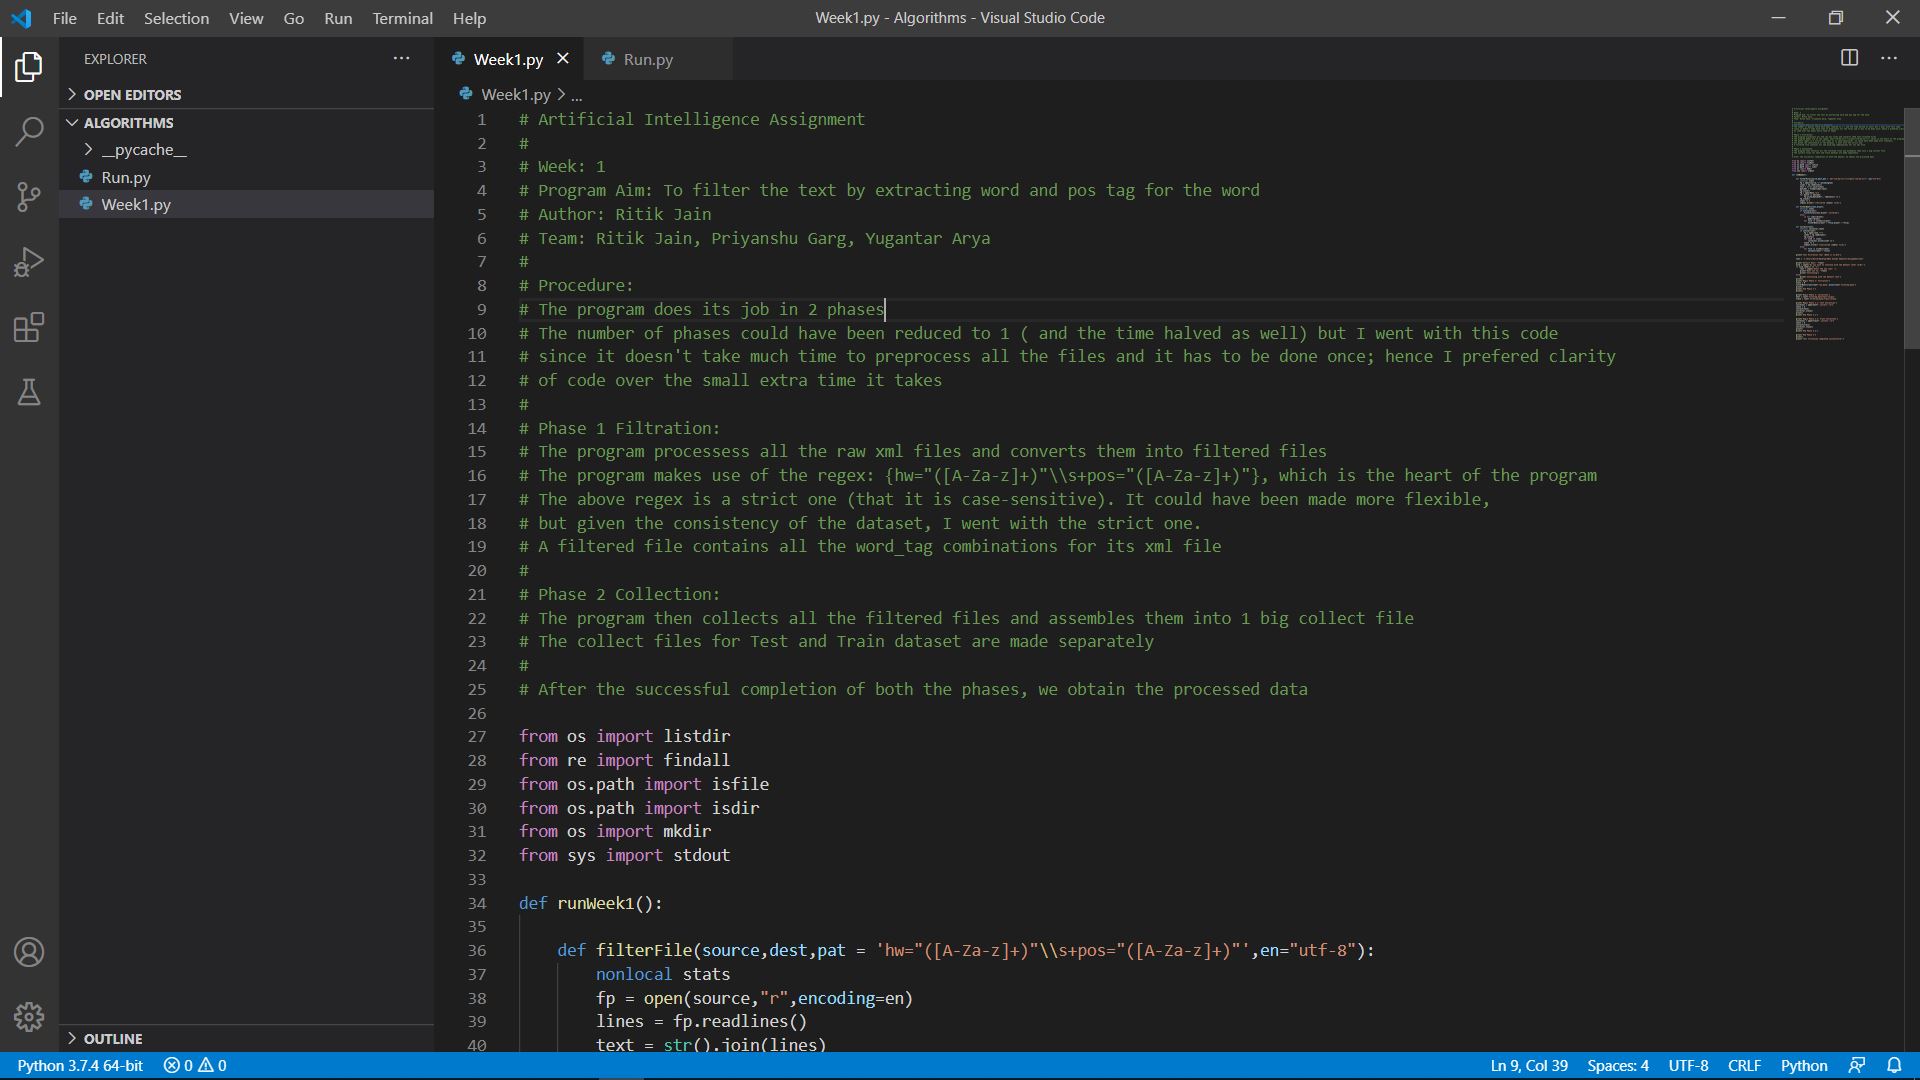 File Edit Selection View Go Run Terminal Help
Week1.py - Algorithms - Visual Studio Code
EXPLORER
OPEN EDITORS
ALGORITHMS
__pycache__
Run.py
Week1.py
Week1.py
Run.py
Week1.py > ...
1 # Artificial Intelligence Assignment
2 #
3 # Week: 1
4 # Program Aim: To filter the text by extracting word and pos tag for the word
5 # Author: Ritik Jain
6 # Team: Ritik Jain, Priyanshu Garg, Yugantar Arya
7 #
8 # Procedure:
9 # The program does its job in 2 phases
10 # The number of phases could have been reduced to 1 ( and the time halved as well) but I went with this code
11 # since it doesn't take much time to preprocess all the files and it has to be done once; hence I prefered clarity
12 # of code over the small extra time it takes
13 #
14 # Phase 1 Filtration:
15 # The program processess all the raw xml files and converts them into filtered files
16 # The program makes use of the regex: {hw="([A-Za-z]+)"\\s+pos="([A-Za-z]+)"}, which is the heart of the program
17 # The above regex is a strict one (that it is case-sensitive). It could have been made more flexible,
18 # but given the consistency of the dataset, I went with the strict one.
19 # A filtered file contains all the word_tag combinations for its xml file
20 #
21 # Phase 2 Collection:
22 # The program then collects all the filtered files and assembles them into 1 big collect file
23 # The collect files for Test and Train dataset are made separately
24 #
25 # After the successful completion of both the phases, we obtain the processed data
26
27 from os import listdir
28 from re import findall
29 from os.path import isfile
30 from os.path import isdir
31 from os import mkdir
32 from sys import stdout
33
34 def runWeek1():
35
36 def filterFile(source,dest,pat = 'hw="([A-Za-z]+)"\\s+pos="([A-Za-z]+)"',en="utf-8"):
37 nonlocal stats
38 fp = open(source,"r",encoding=en)
39 lines = fp.readlines()
40 text = str().join(lines)
OUTLINE
Python 3.7.4 64-bit 0 0
Ln 9, Col 39 Spaces: 4 UTF-8 CRLF Python